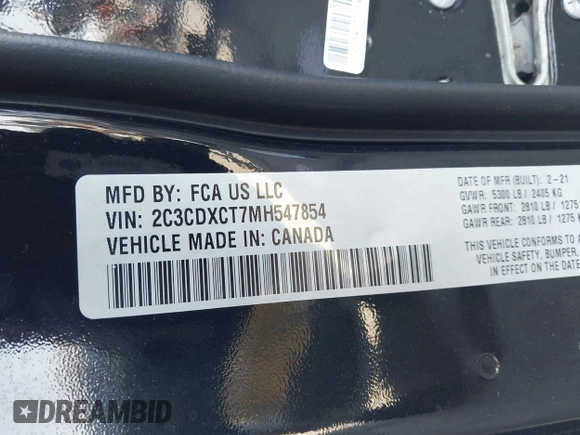 MFD BY: FCA US LLC
VIN: 2C3CDXCT7MH547854
VEHICLE MADE IN: CANADA
DATE OF MFR (BUILT): 2-21
GVWR: 5300 LB / 2405 KG
GAWR FRONT: 2810 LB / 1275
GAWR REAR: 2810 LB / 1275
THIS VEHICLE CONFORMS TO
VEHICLE SAFETY, BUMPER,
IN EFFECT ON THE DATE
DREAMBID